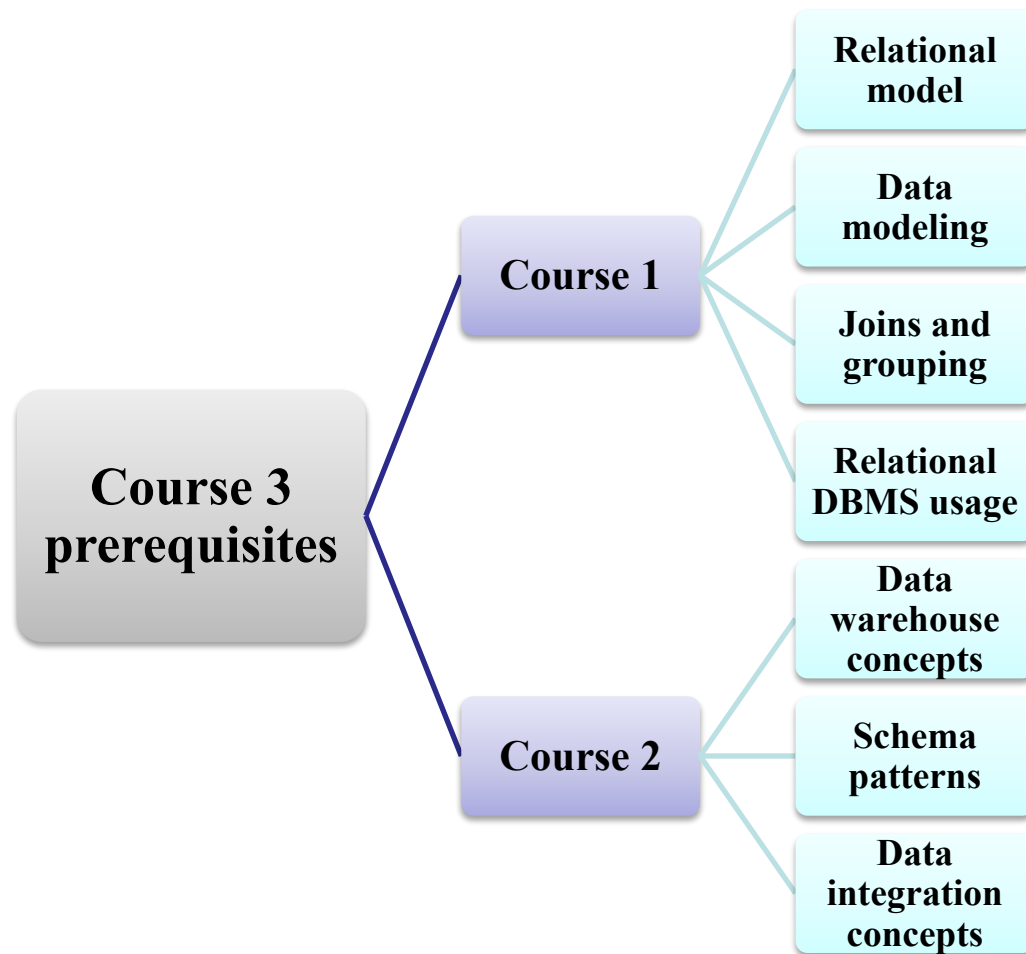 Course 3
prerequisites
Course 1
Relational
model
Data
modeling
Joins and
grouping
Relational
DBMS usage
Course 2
Data
warehouse
concepts
Schema
patterns
Data
integration
concepts